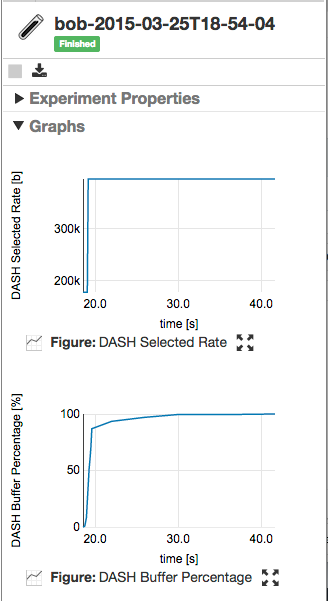 bob-2015-03-25T18-54-04
Finished
Experiment Properties
Graphs
DASH Selected Rate [b]
300k
200k
20.0 30.0 40.0
time [s]
Figure: DASH Selected Rate
DASH Buffer Percentage [%]
100
50
0
20.0 30.0 40.0
time [s]
Figure: DASH Buffer Percentage